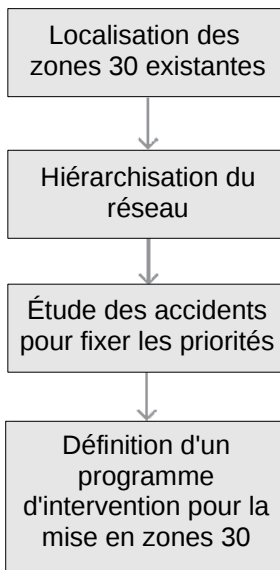 Localisation des
zones 30 existantes
Hiérarchisation du
réseau
Étude des accidents
pour fixer les priorités
Définition d'un
programme
d'intervention pour la
mise en zones 30